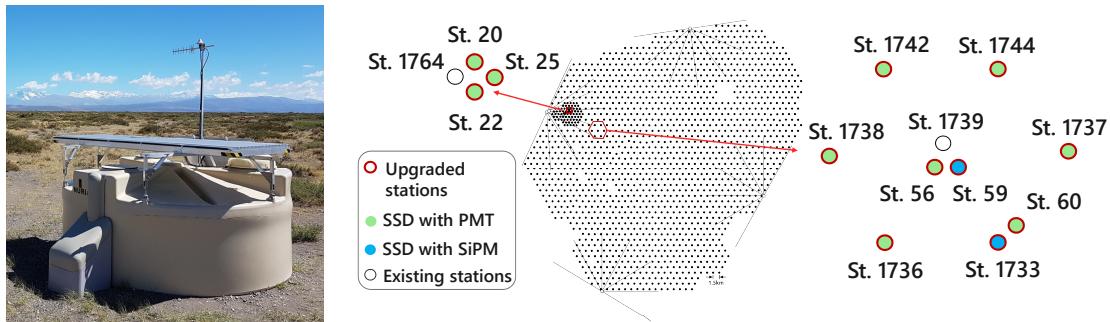 St. 20
St. 1764
St. 25
St. 22
Upgraded
stations
SSD with PMT
SSD with SiPM
Existing stations
1.5km
St. 1742
St. 1744
St. 1738
St. 1739
St. 1737
St. 56
St. 59
St. 60
St. 1736
St. 1733